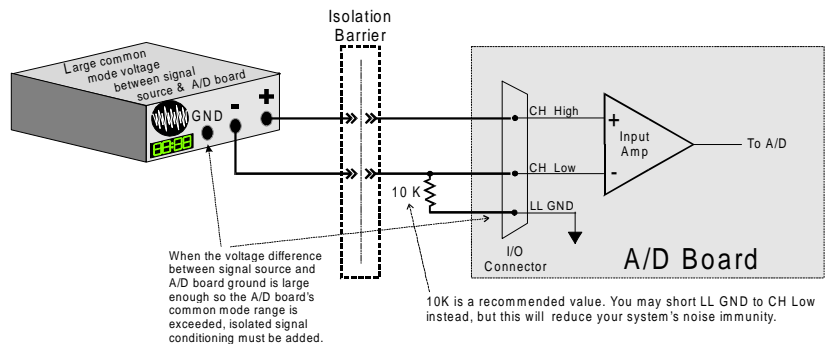 Isolation
Barrier
Large common
mode voltage
between signal
source & A/D board
GND
-
+
CH High
+
Input
Amp
To A/D
CH Low
-
10 K
LL GND
I/O
Connector
A/D Board
When the voltage difference
between signal source and
A/D board ground is large
enough so the A/D board's
common mode range is
exceeded, isolated signal
conditioning must be added.
10K is a recommended value. You may short LL GND to CH Low
instead, but this will reduce your system's noise immunity.